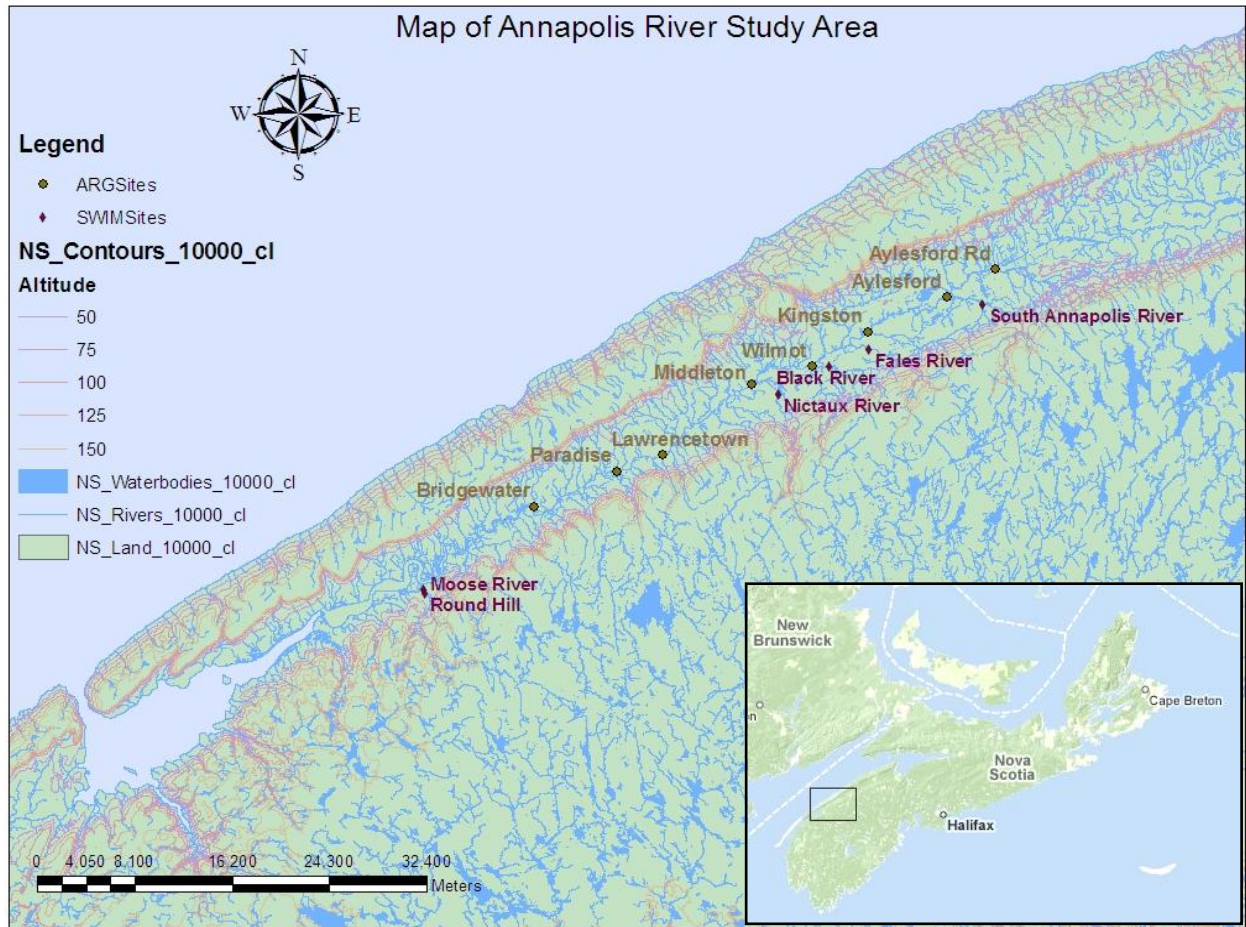 Map of Annapolis River Study Area
N
W
E
S
Legend
ARGSites
SWIMSites
NS_Contours_10000_cl
Altitude
50
75
100
125
150
NS_Waterbodies_10000_cl
NS_Rivers_10000_cl
NS_Land_10000_cl
Aylesford Rd
Aylesford
South Annapolis River
Kingston
Fales River
Wilmot
Black River
Middleton
Nictaux River
Lawrencetown
Paradise
Bridgewater
Moose River
Round Hill
0 4,050 8,100 16,200 24,300 32,400
Meters
New
Brunswick
on
Cape Breton
Nova
Scotia
Halifax